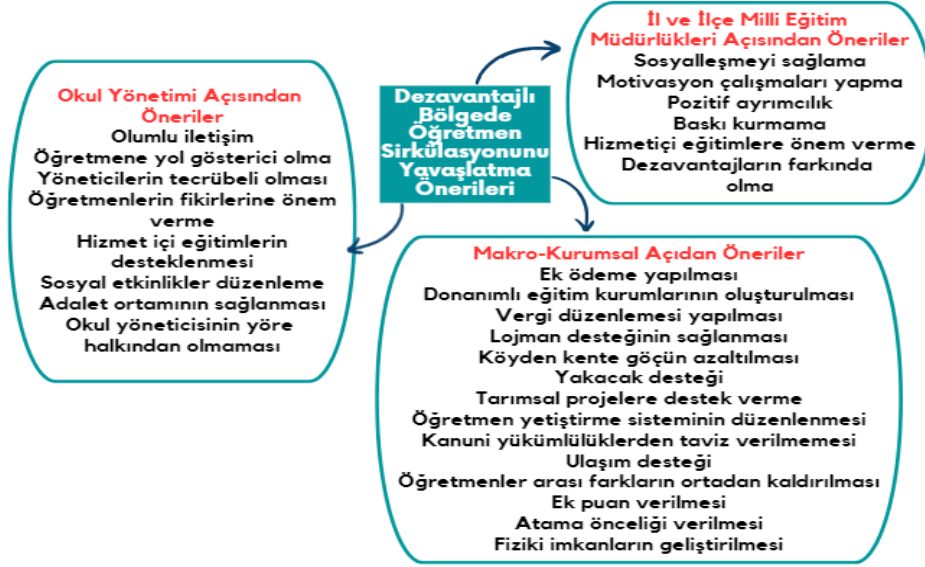 Dezavantajlı
Bölgede
Öğretmen
Sirkülasyonunu
Yavaşlatma
Önerileri
Okul Yönetimi Açısından
Öneriler
Olumlu iletişim
Öğretmene yol gösterici olma
Yöneticilerin tecrübeli olması
Öğretmenlerin fikirlerine önem
verme
Hizmet içi eğitimlerin
desteklenmesi
Sosyal etkinlikler düzenleme
Adalet ortamının sağlanması
Okul yöneticisinin yöre
halkından olmaması
İl ve İlçe Milli Eğitim
Müdürlükleri Açısından Öneriler
Sosyalleşmeyi sağlama
Motivasyon çalışmaları yapma
Pozitif ayrımcılık
Baskı kurmama
Hizmetiçi eğitimlere önem verme
Dezavantajların farkında
olma
Makro-Kurumsal Açıdan Öneriler
Ek ödeme yapılması
Donanımlı eğitim kurumlarının oluşturulması
Vergi düzenlemesi yapılması
Lojman desteğinin sağlanması
Köyden kente göçün azaltılması
Yakacak desteği
Tarımsal projelere destek verme
Öğretmen yetiştirme sisteminin düzenlenmesi
Kanuni yükümlülüklerden taviz verilmemesi
Ulaşım desteği
Öğretmenler arası farkların ortadan kaldırılması
Ek puan verilmesi
Atama önceliği verilmesi
Fiziki imkanların geliştirilmesi